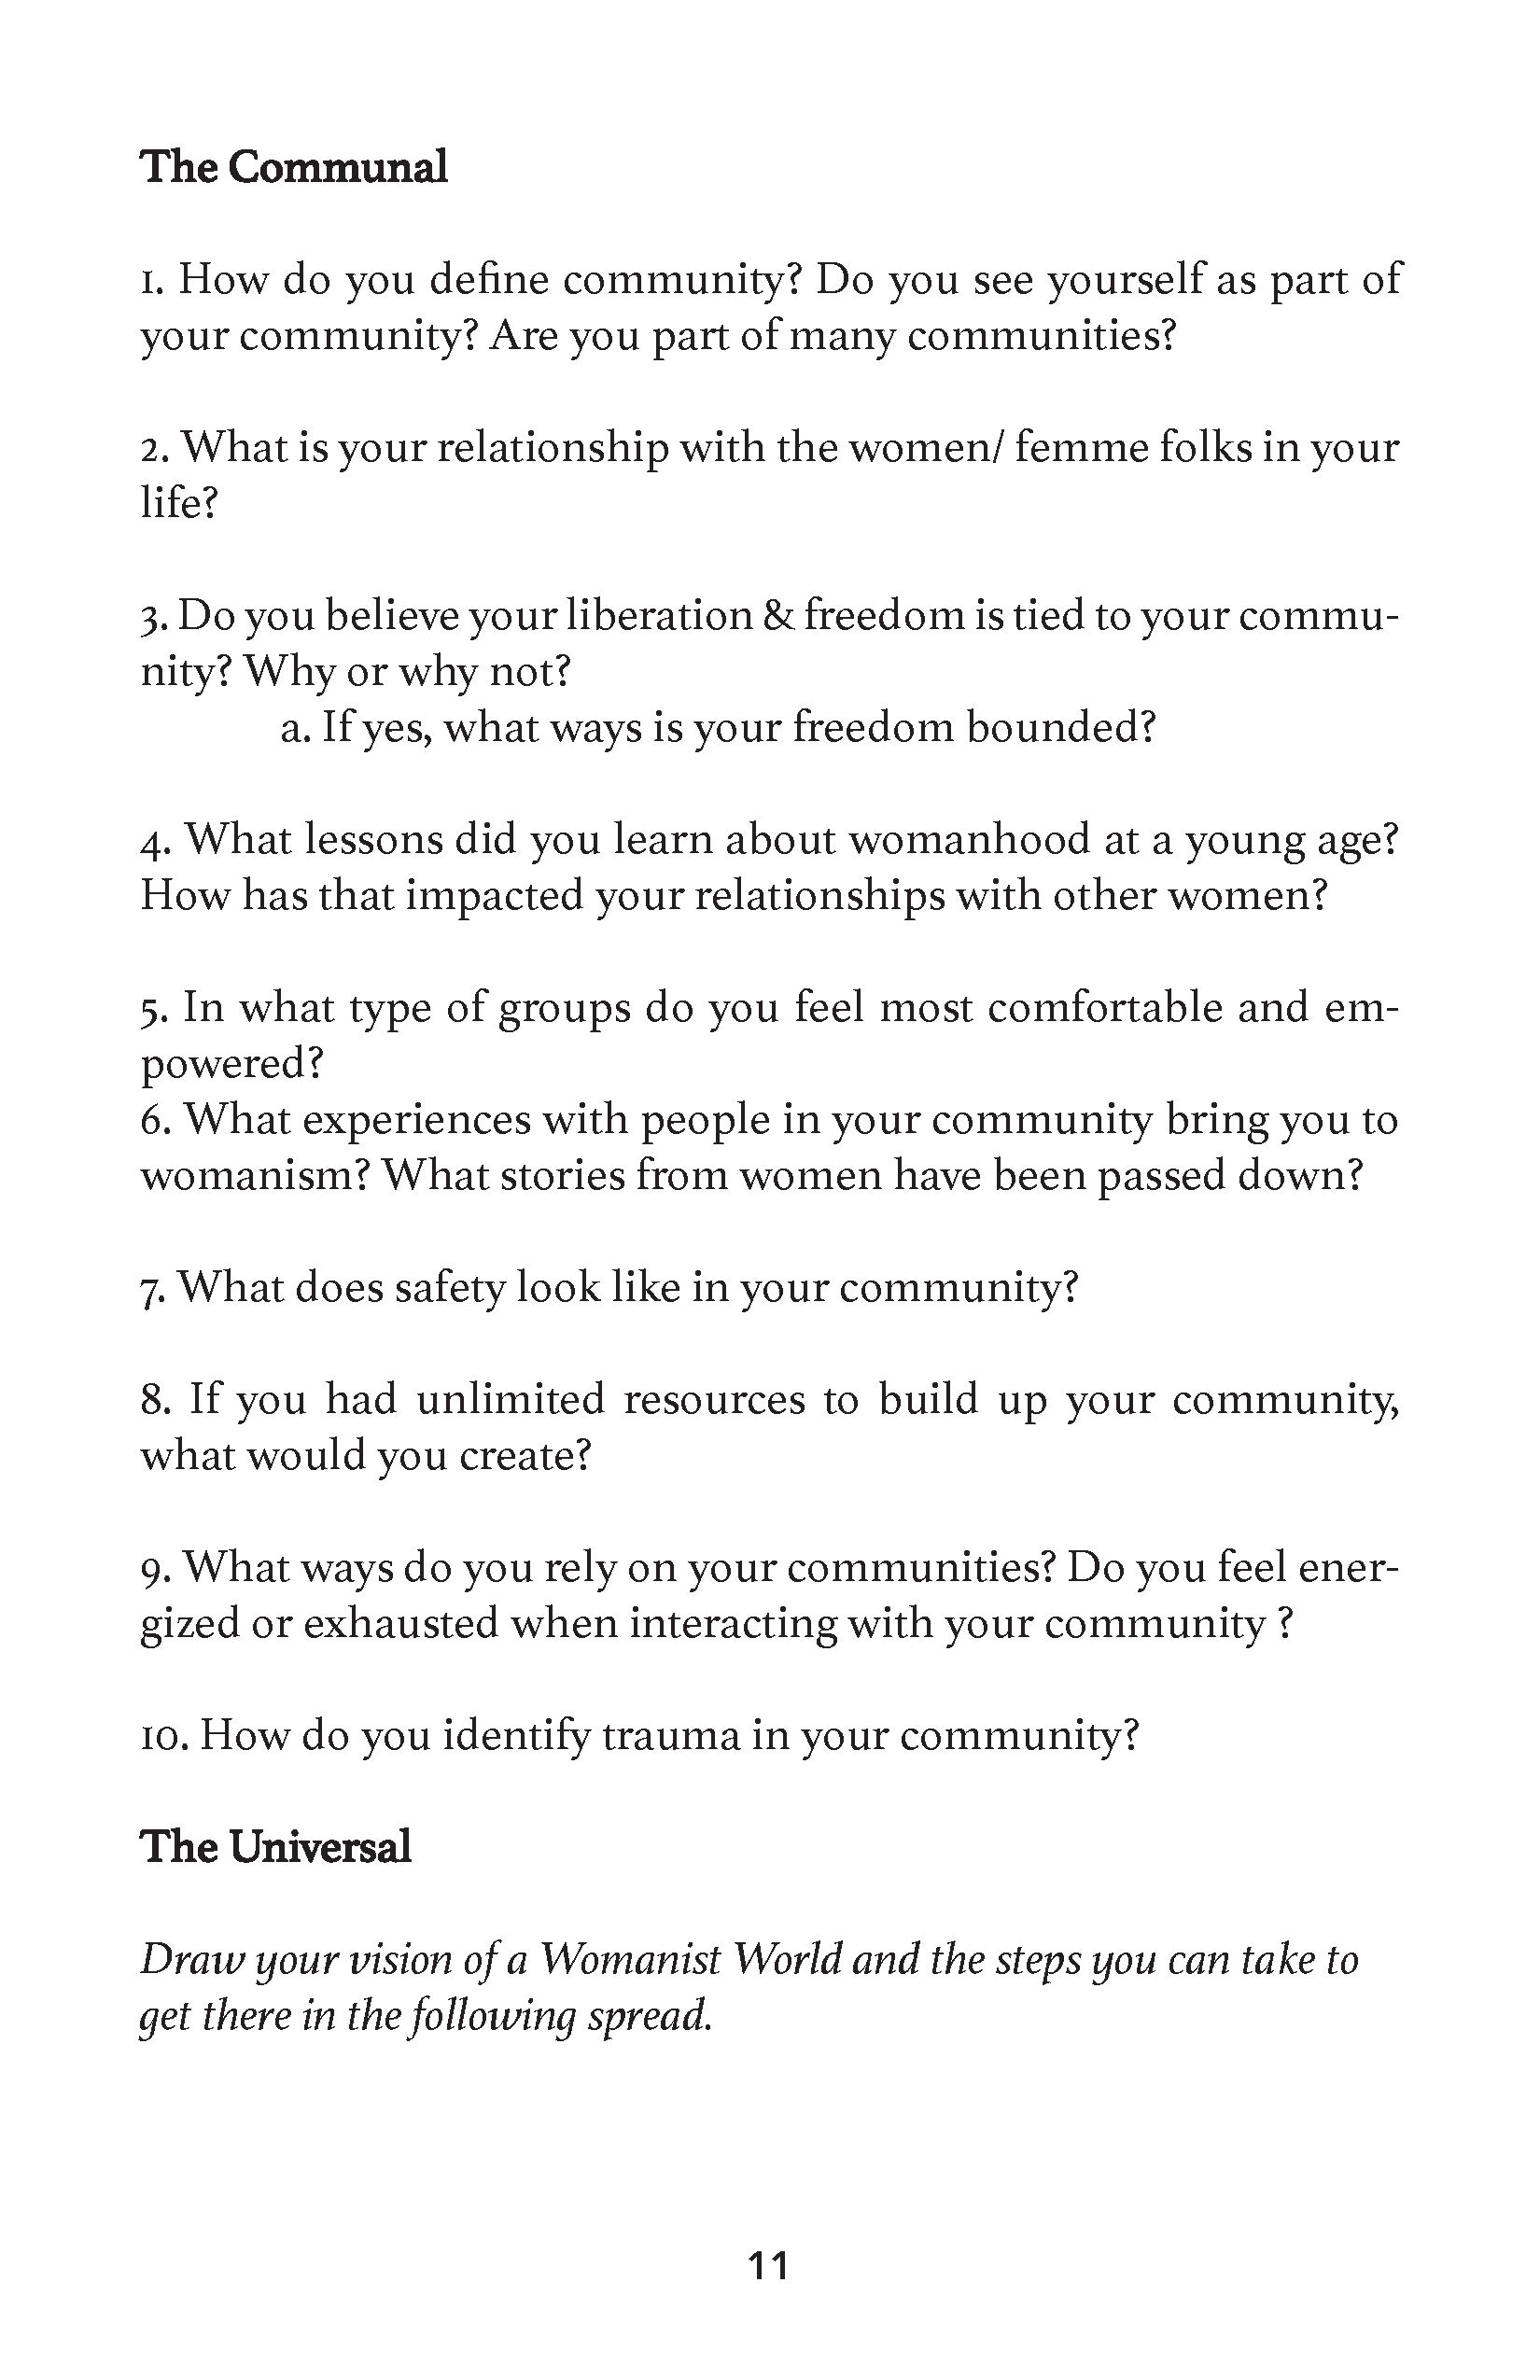 The Communal
1. How do you define community? Do you see yourself as part of
your community? Are you part of many communities?
2. What is your relationship with the women/ femme folks in your
life?
3. Do you believe your liberation & freedom is tied to your commu-
nity? Why or why not?
a. If yes, what ways is your freedom bounded?
4. What lessons did you learn about womanhood at a young age?
How has that impacted your relationships with other women?
5. In what type of groups do you feel most comfortable and em-
powered?
6. What experiences with people in your community bring you to
womanism? What stories from women have been passed down?
7. What does safety look like in your community?
8. If you had unlimited resources to build up your community,
what would you create?
9. What ways do you rely on your communities? Do you feel ener-
gized or exhausted when interacting with your community ?
10. How do you identify trauma in your community?
The Universal
Draw your vision of a Womanist World and the steps you can take to
get there in the following spread.
11